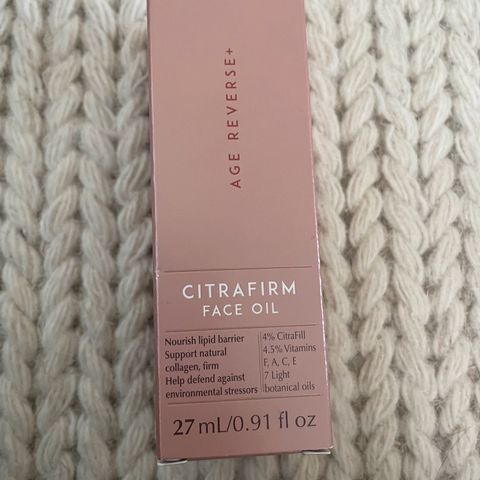 AGE REVERSE+
CITRAFIRM
FACE OIL
Nourish lipid barrier
Support natural
collagen, firm
Help defend against
environmental stressors
4% CitraFill
4.5% Vitamins
F, A, C, E
7 Light
botanical oils
27 mL/0.91 fl oz